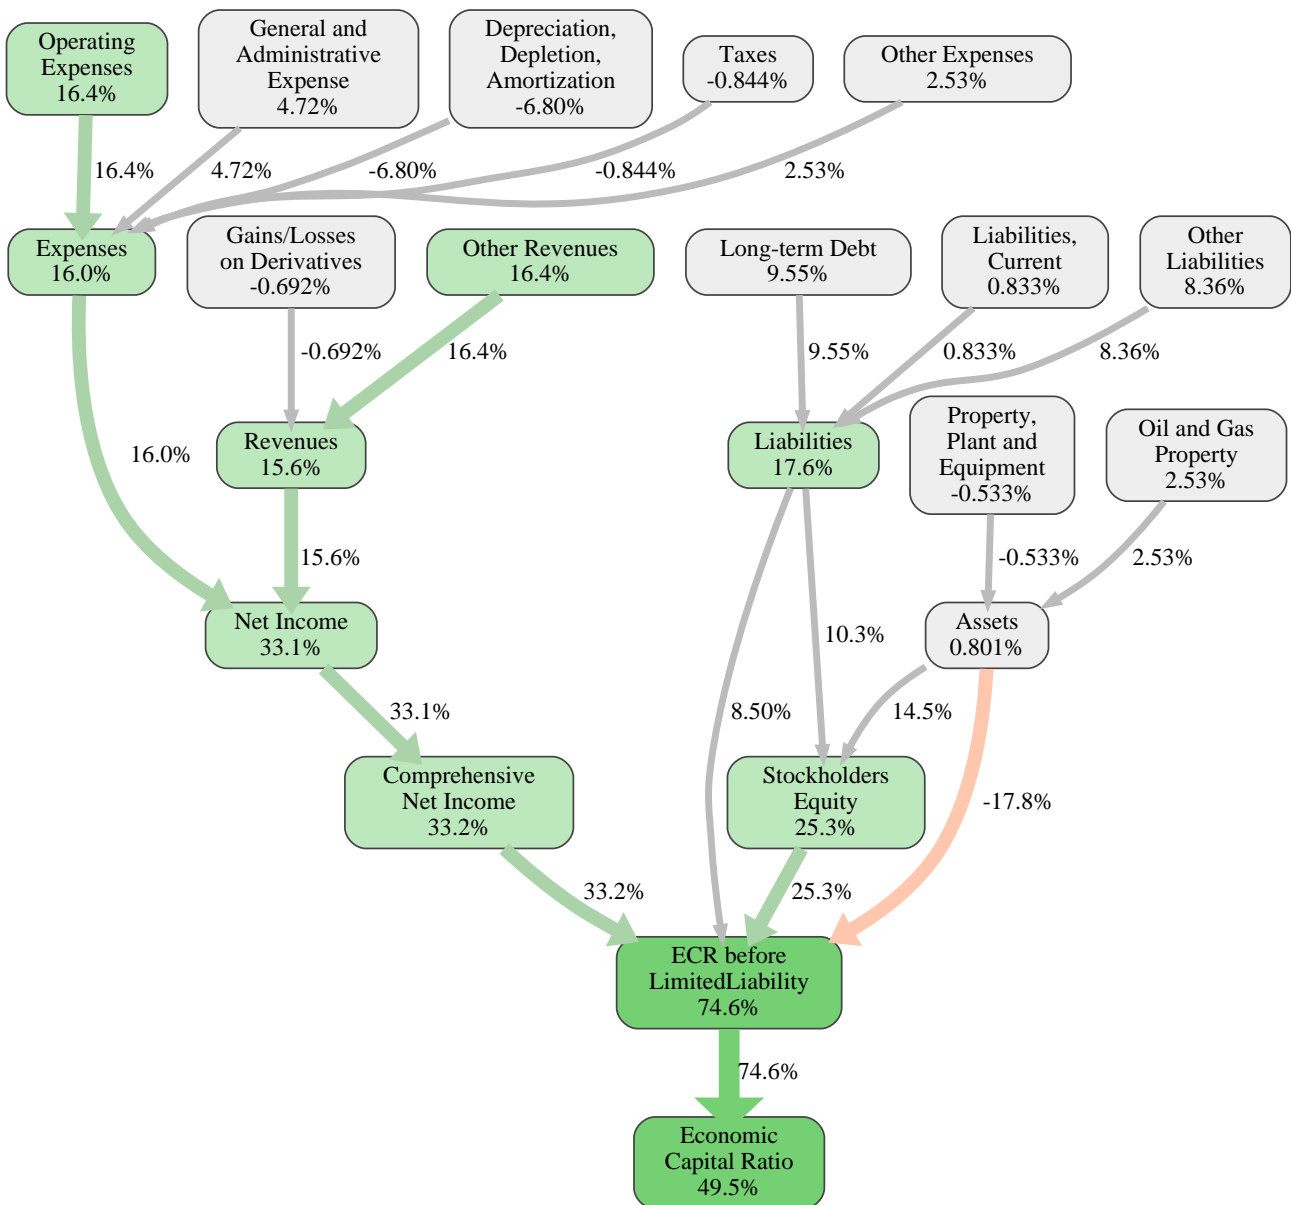 Operating
Expenses
16.4%
General and
Administrative
Expense
4.72%
Depreciation,
Depletion,
Amortization
-6.80%
Taxes
-0.844%
Other Expenses
2.53%
16.4%
4.72%
-6.80%
-0.844%
2.53%
Expenses
16.0%
Gains/Losses
on Derivatives
-0.692%
Other Revenues
16.4%
Long-term Debt
9.55%
Liabilities,
Current
0.833%
Other
Liabilities
8.36%
-0.692%
16.4%
9.55%
0.833%
8.36%
16.0%
Revenues
15.6%
Liabilities
17.6%
Property,
Plant and
Equipment
-0.533%
Oil and Gas
Property
2.53%
15.6%
-0.533%
2.53%
Net Income
33.1%
10.3%
Assets
0.801%
33.1%
8.50%
14.5%
Comprehensive
Net Income
33.2%
Stockholders
Equity
25.3%
-17.8%
33.2%
25.3%
ECR before
LimitedLiability
74.6%
74.6%
Economic
Capital Ratio
49.5%